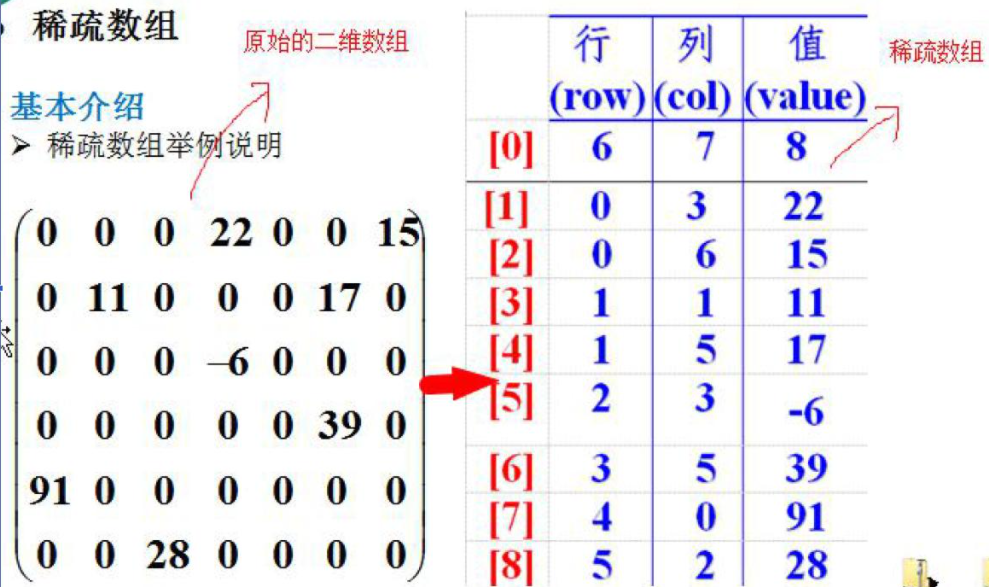 稀疏数组
原始的二维数组
基本介绍
➢ 稀疏数组举例说明
0 0 0 22 0 0 15
0 11 0 0 0 17 0
0 0 0 –6 0 0 0
0 0 0 0 0 39 0
91 0 0 0 0 0 0
0 0 28 0 0 0 0
行 列 值
(row) (col) (value)
稀疏数组
[0] 6 7 8
[1] 0 3 22
[2] 0 6 15
[3] 1 1 11
[4] 1 5 17
[5] 2 3 -6
[6] 3 5 39
[7] 4 0 91
[8] 5 2 28